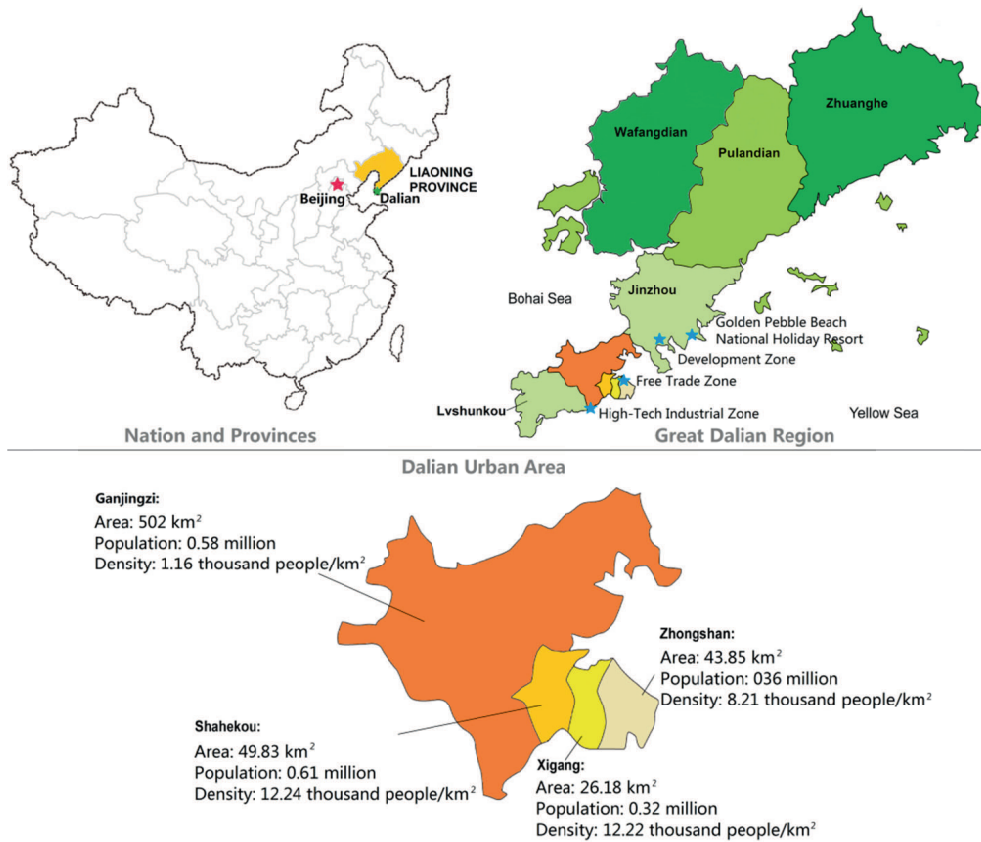 LIAONING
PROVINCE
Beijing
Dalian
Nation and Provinces
Zhuanghe
Wafangdian
Pulandian
Jinzhou
Bohai Sea
Golden Pebble Beach
National Holiday Resort
Development Zone
Free Trade Zone
Lvshunkou
High-Tech Industrial Zone
Yellow Sea
Great Dalian Region
Dalian Urban Area
Ganjingzi:
Area: 502 km²
Population: 0.58 million
Density: 1.16 thousand people/km²
Zhongshan:
Area: 43.85 km²
Population: 036 million
Density: 8.21 thousand people/km²
Shahekou:
Area: 49.83 km²
Population: 0.61 million
Density: 12.24 thousand people/km²
Xigang:
Area: 26.18 km²
Population: 0.32 million
Density: 12.22 thousand people/km²